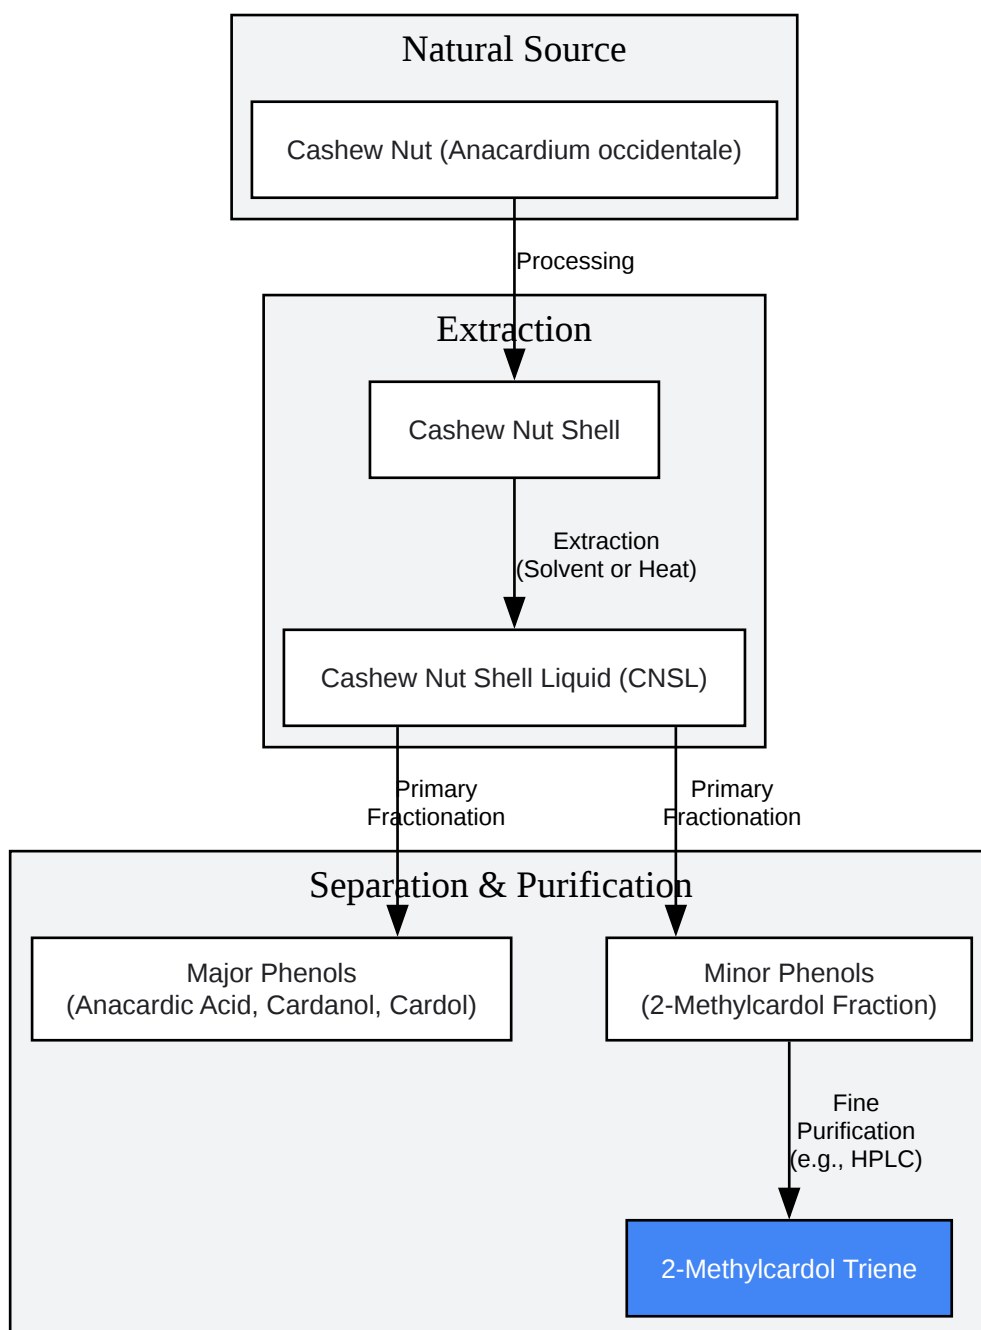 Natural Source
Cashew Nut (Anacardium occidentale)
Processing
Extraction
Cashew Nut Shell
Extraction
(Solvent or Heat)
Cashew Nut Shell Liquid (CNSL)
Primary
Fractionation
Primary
Fractionation
Separation & Purification
Major Phenols
(Anacardic Acid, Cardanol, Cardol)
Minor Phenols
(2-Methylcardol Fraction)
Fine
Purification
(e.g., HPLC)
2-Methylcardol Triene